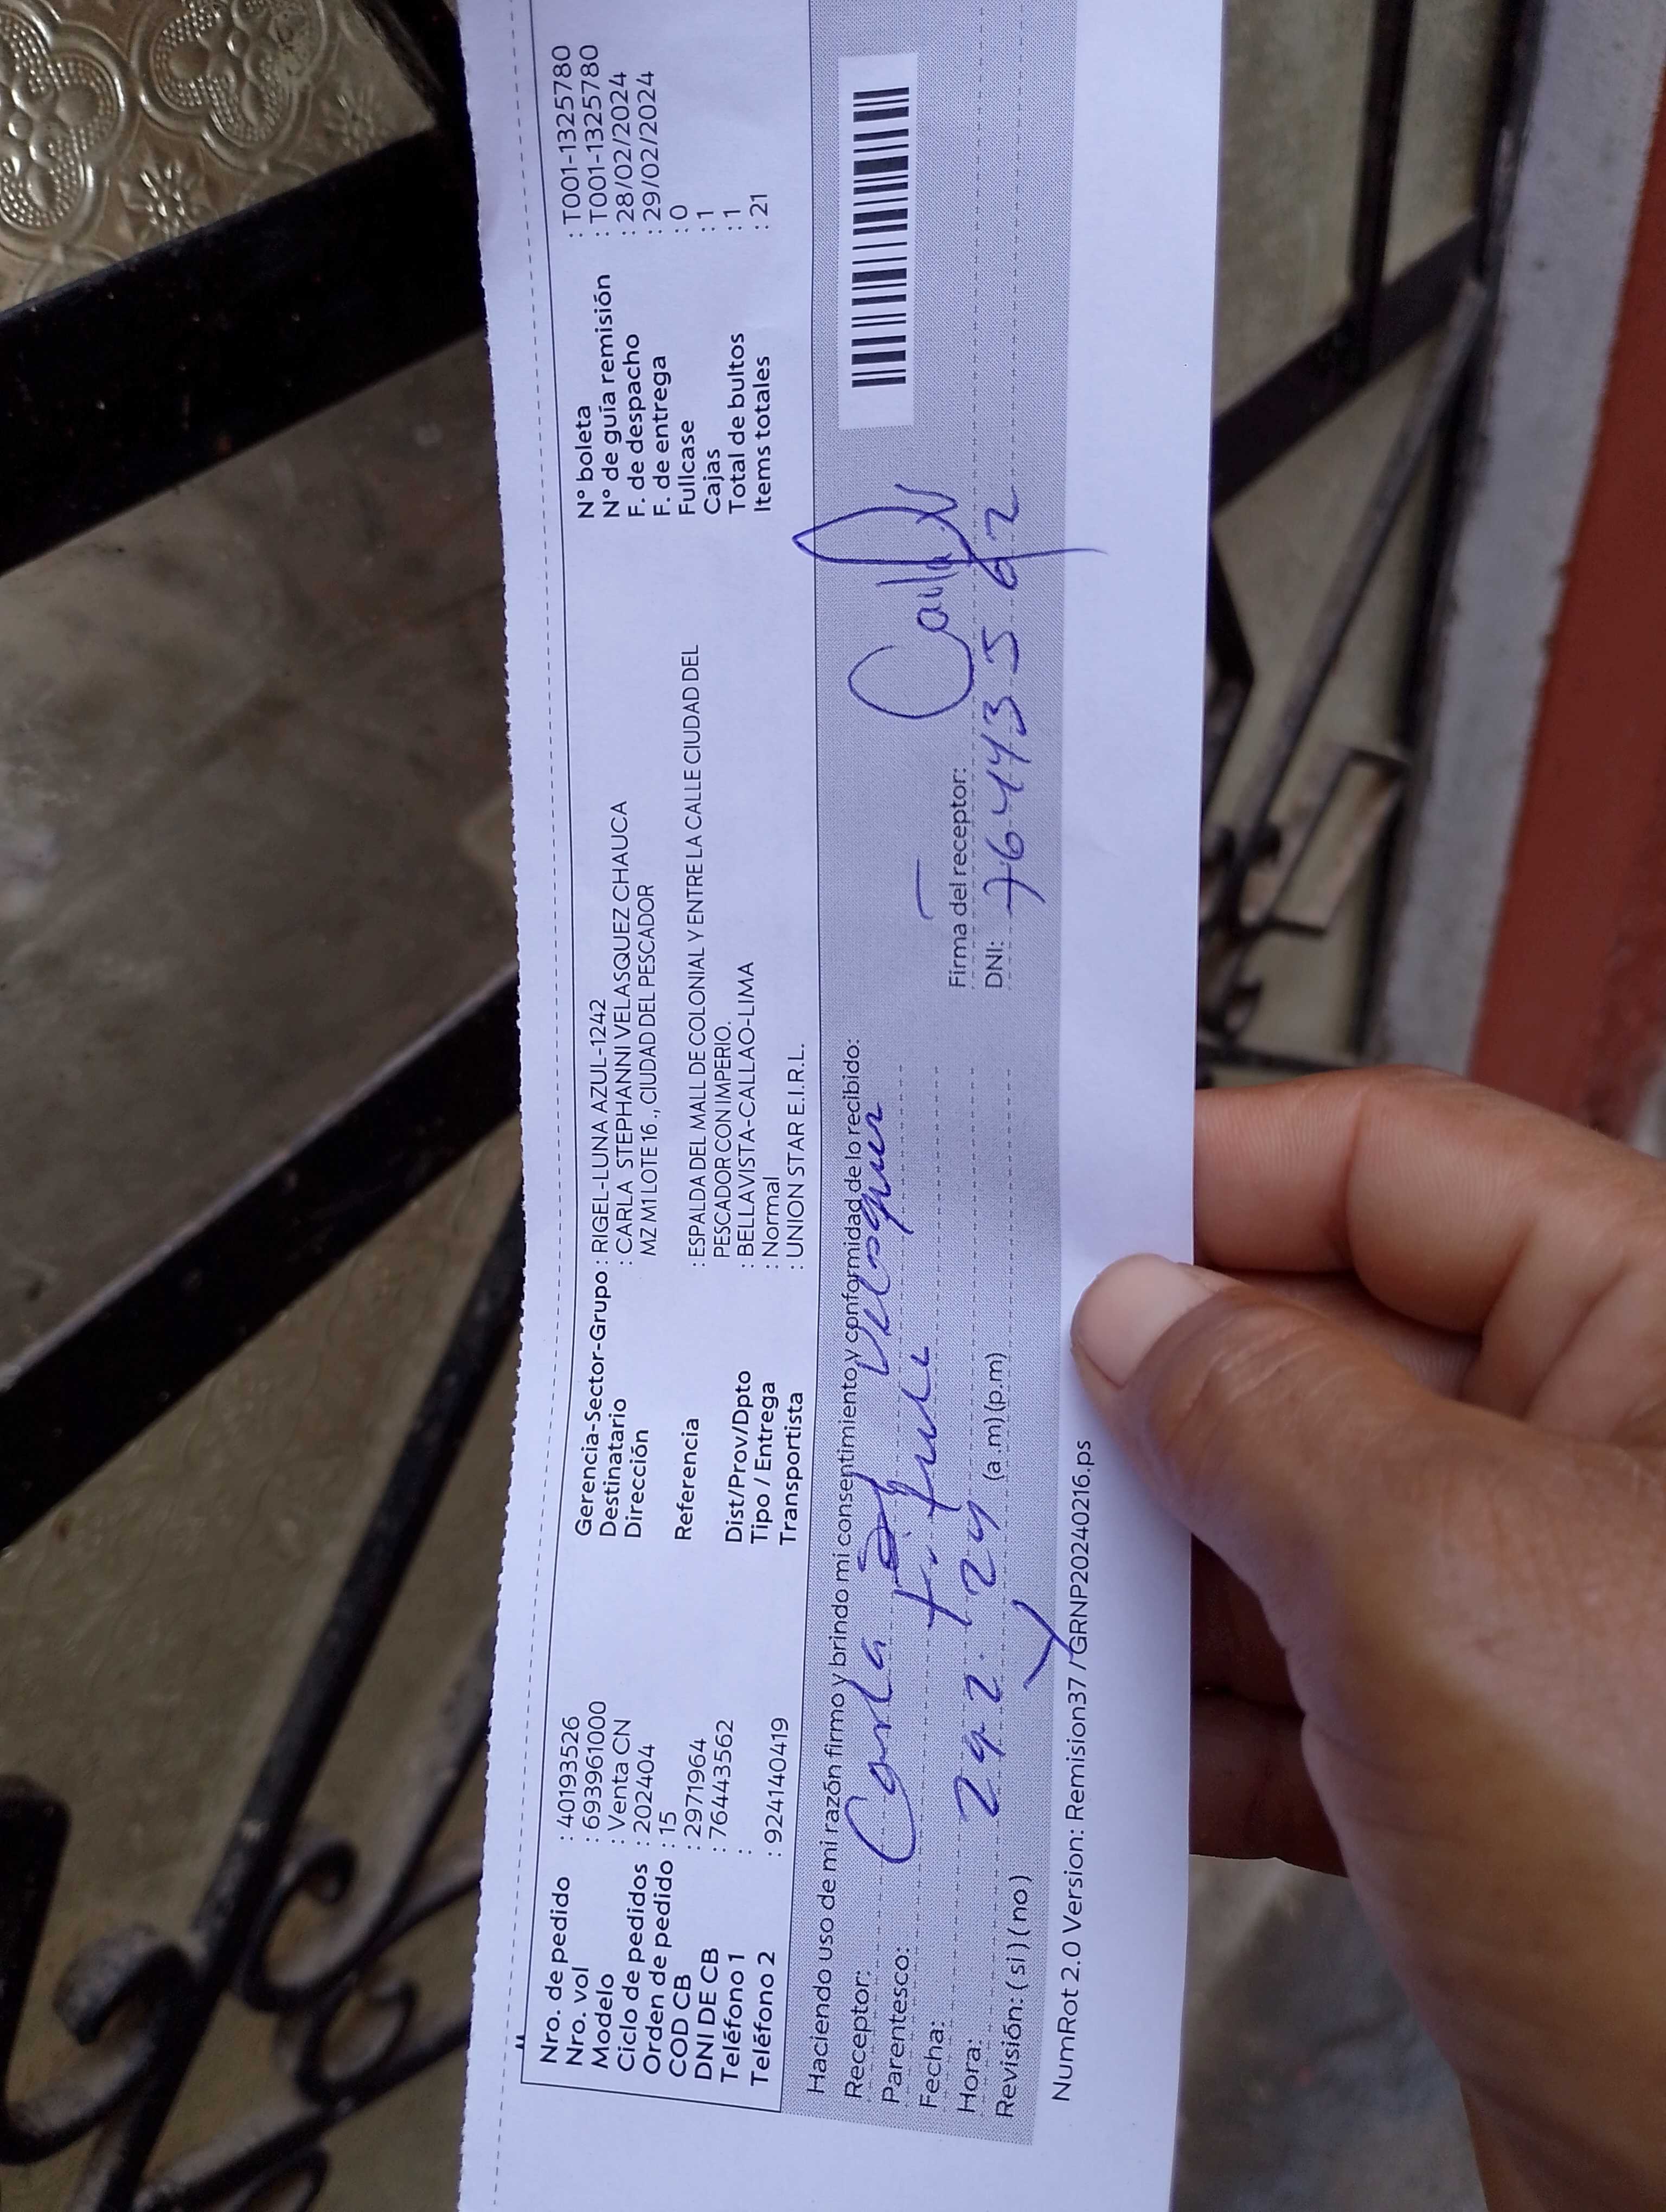 Nro. de pedido : 40193526
Nro. vol : 693961000
Modelo : Venta CN
Ciclo de pedidos : 202404
Orden de pedido : 15
COD CB : 2971964
DNI DE CB : 76443562
Teléfono 1 :
Teléfono 2 : 924140419
Gerencia-Sector-Grupo : RIGEL-LUNA AZUL-1242
Destinatario : CARLA STEPHANNI VELASQUEZ CHAUCA
Dirección MZ M1 LOTE 16 ., CIUDAD DEL PESCADOR
Referencia : ESPALDA DEL MALL DE COLONIAL Y ENTRE LA CALLE CIUDAD DEL
PESCADOR CON IMPERIO.
Dist/Prov/Dpto : BELLAVISTA-CALLAO-LIMA
Tipo / Entrega : Normal
Transportista : UNION STAR E.I.R.L.
N° boleta : T001-1325780
N° de guía remisión : T001-1325780
F. de despacho : 28/02/2024
F. de entrega : 29/02/2024
Fullcase : 0
Cajas : 1
Total de bultos : 1
Items totales : 21
Haciendo uso de mi razón firmo y brindo mi consentimiento y conformidad de lo recibido:
Receptor: Carla
Parentesco:
Fecha: 29 2 24
Hora: (a .m) (p.m)
Revisión: ( si ) ( no )
Firma del receptor:
DNI: 76443562
NumRot 2.0 Version: Remision37 / GRNP20240216.ps